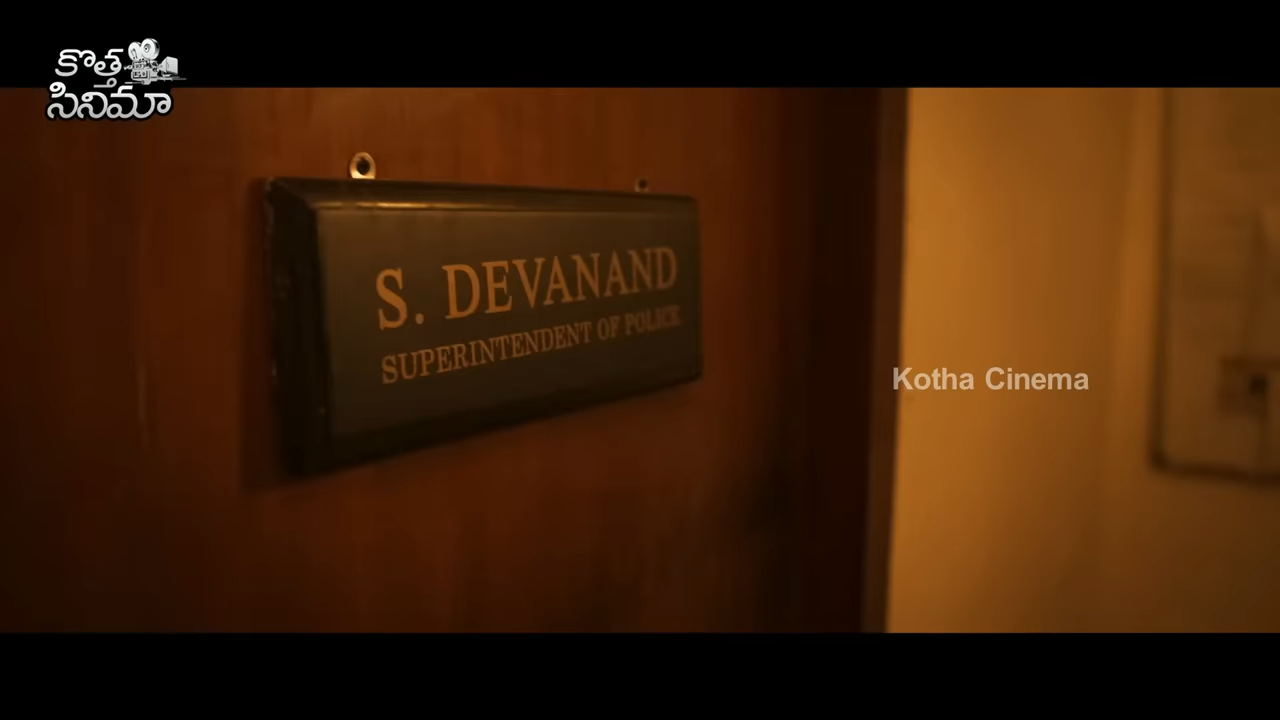 కొత్త
సినిమా
S. DEVANAND
SUPERINTENDENT OF POLICE
Kotha Cinema